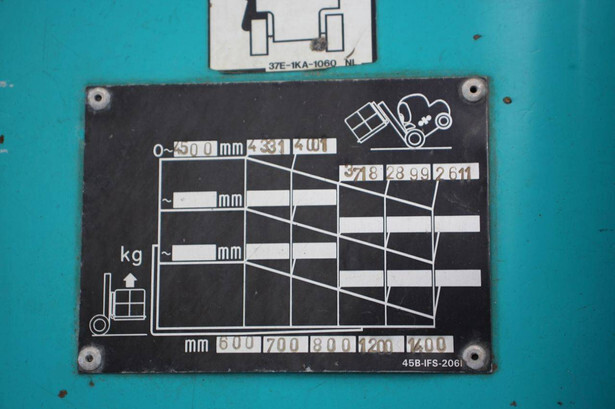 37E-1KA-1060 NL
0~ 4500 mm 4331 4001
3718 2899 2611
~ mm
~ mm
kg
mm 600 700 800 1200 1400
45B-IFS-206I